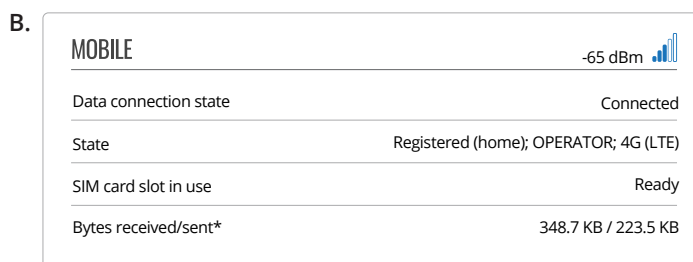 B.
MOBILE -65 dBm
Data connection state Connected
State Registered (home); OPERATOR; 4G (LTE)
SIM card slot in use Ready
Bytes received/sent* 348.7 KB / 223.5 KB